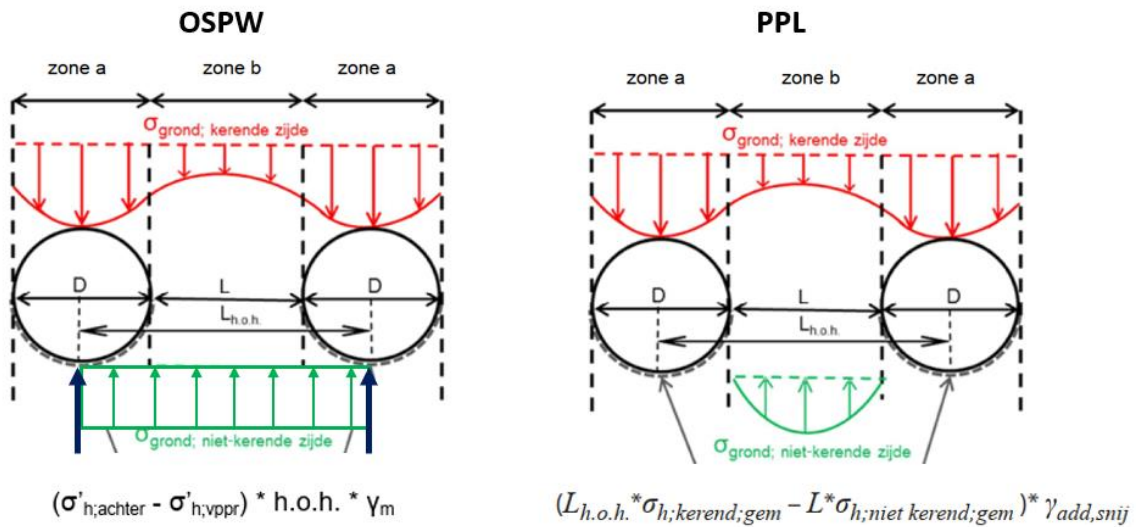 OSPW
zone a zone b zone a
σgrond; kerende zijde
D L D
Lh.o.h.
σgrond; niet-kerende zijde
(σ'h;achter - σ'h;vppr) * h.o.h. * γm
PPL
zone a zone b zone a
σgrond; kerende zijde
D L D
Lh.o.h.
σgrond; niet-kerende zijde
(Lh.o.h.*σh;kerend;gem − L*σh;niet kerend;gem)* γadd,snij